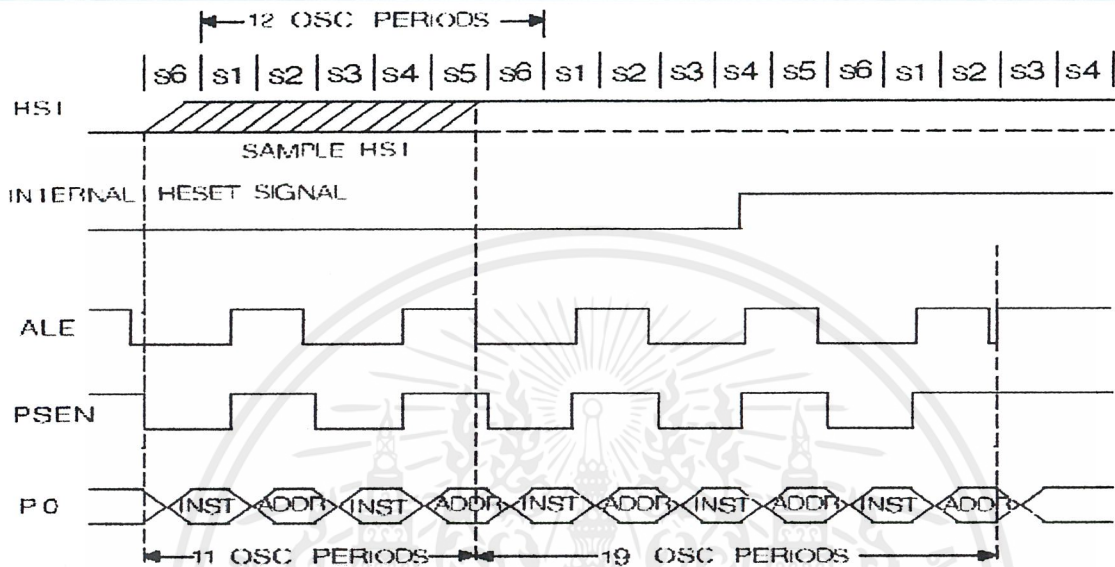 12 OSC PERIODS
S6 S1 S2 S3 S4 S5 S6 S1 S2 S3 S4 S5 S6 S1 S2 S3 S4
HST
SAMPLE HST
INTERNAL HESET SIGNAL
ALE
PSEN
P0 INST ADDR INST ADDR INST ADDR INST ADDR INST ADDR
11 OSC PERIODS 19 OSC PERIODS